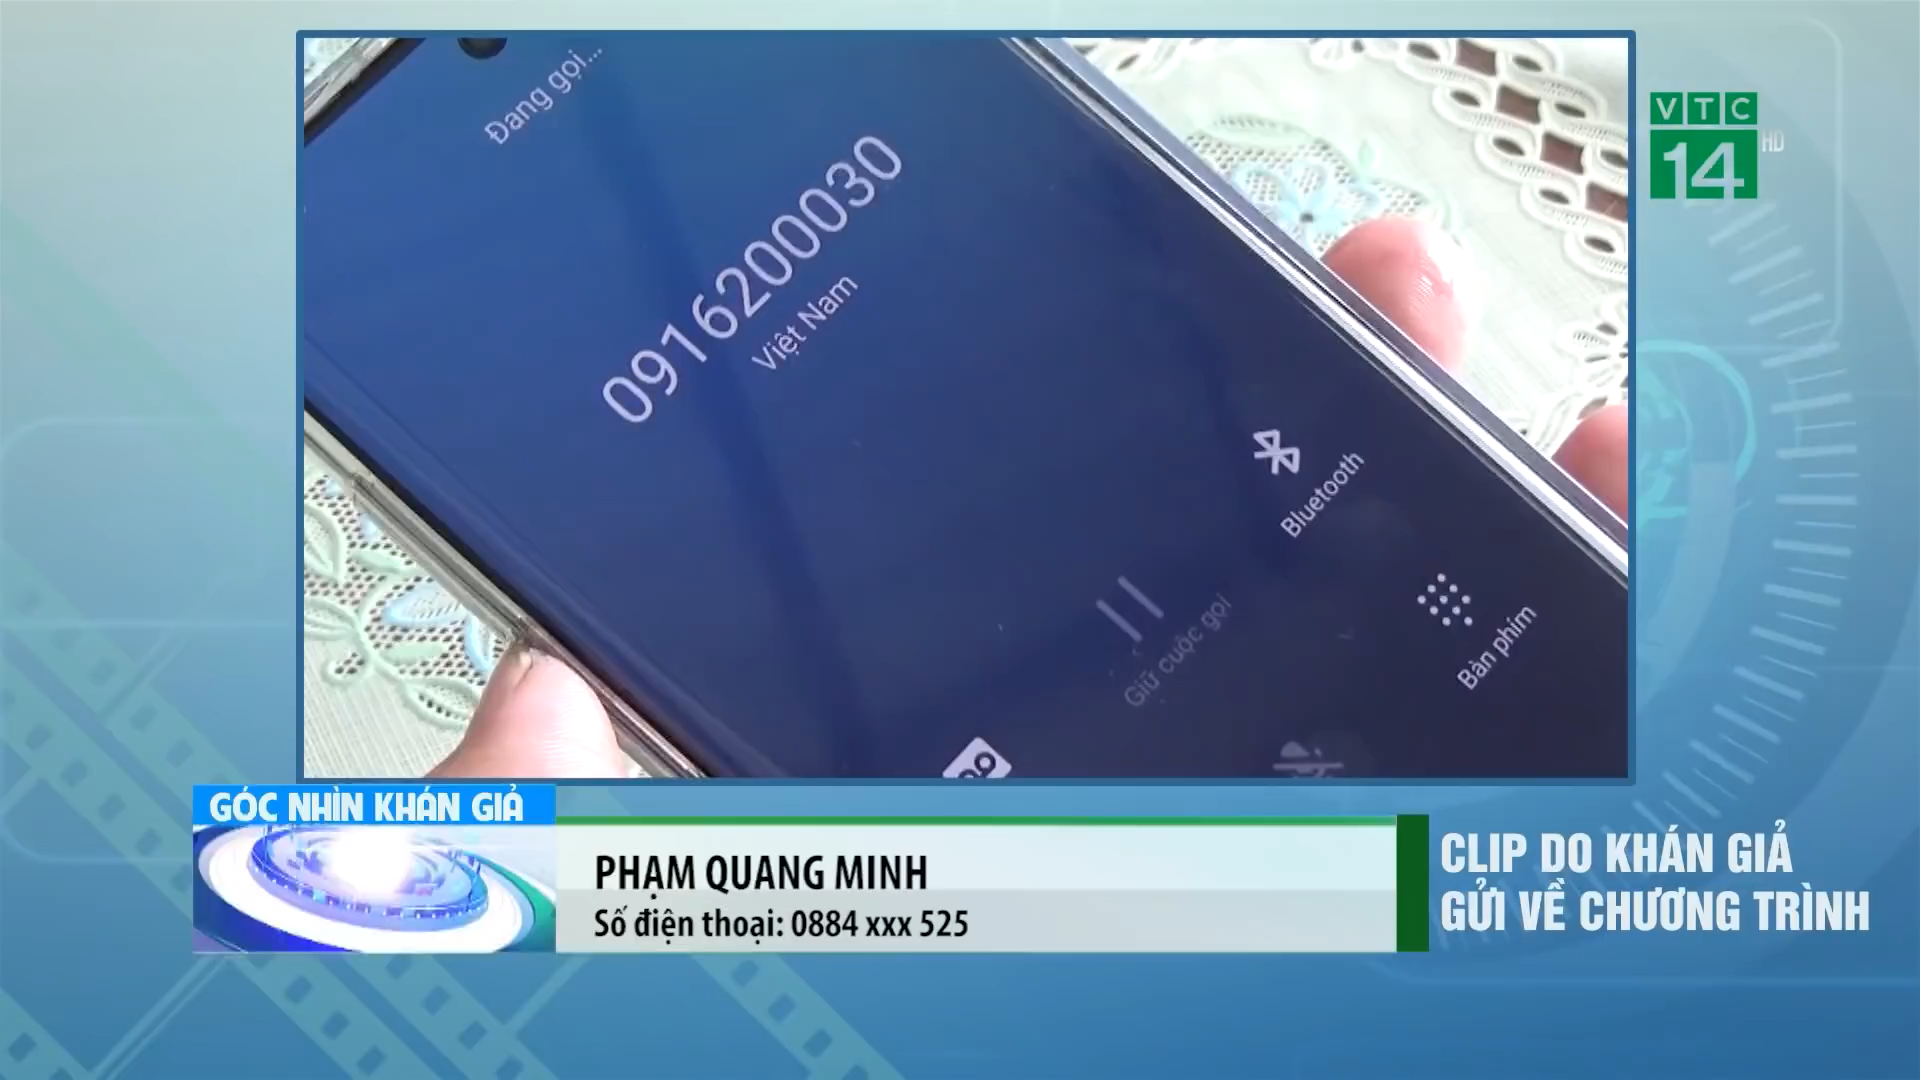 Đang gọi...
0916200030
Việt Nam
Bluetooth
Giữ cuộc gọi
Bàn phím
VTC
14
HD
GÓC NHÌN KHÁN GIẢ
PHẠM QUANG MINH
Số điện thoại: 0884 xxx 525
CLIP DO KHÁN GIẢ
GỬI VỀ CHƯƠNG TRÌNH